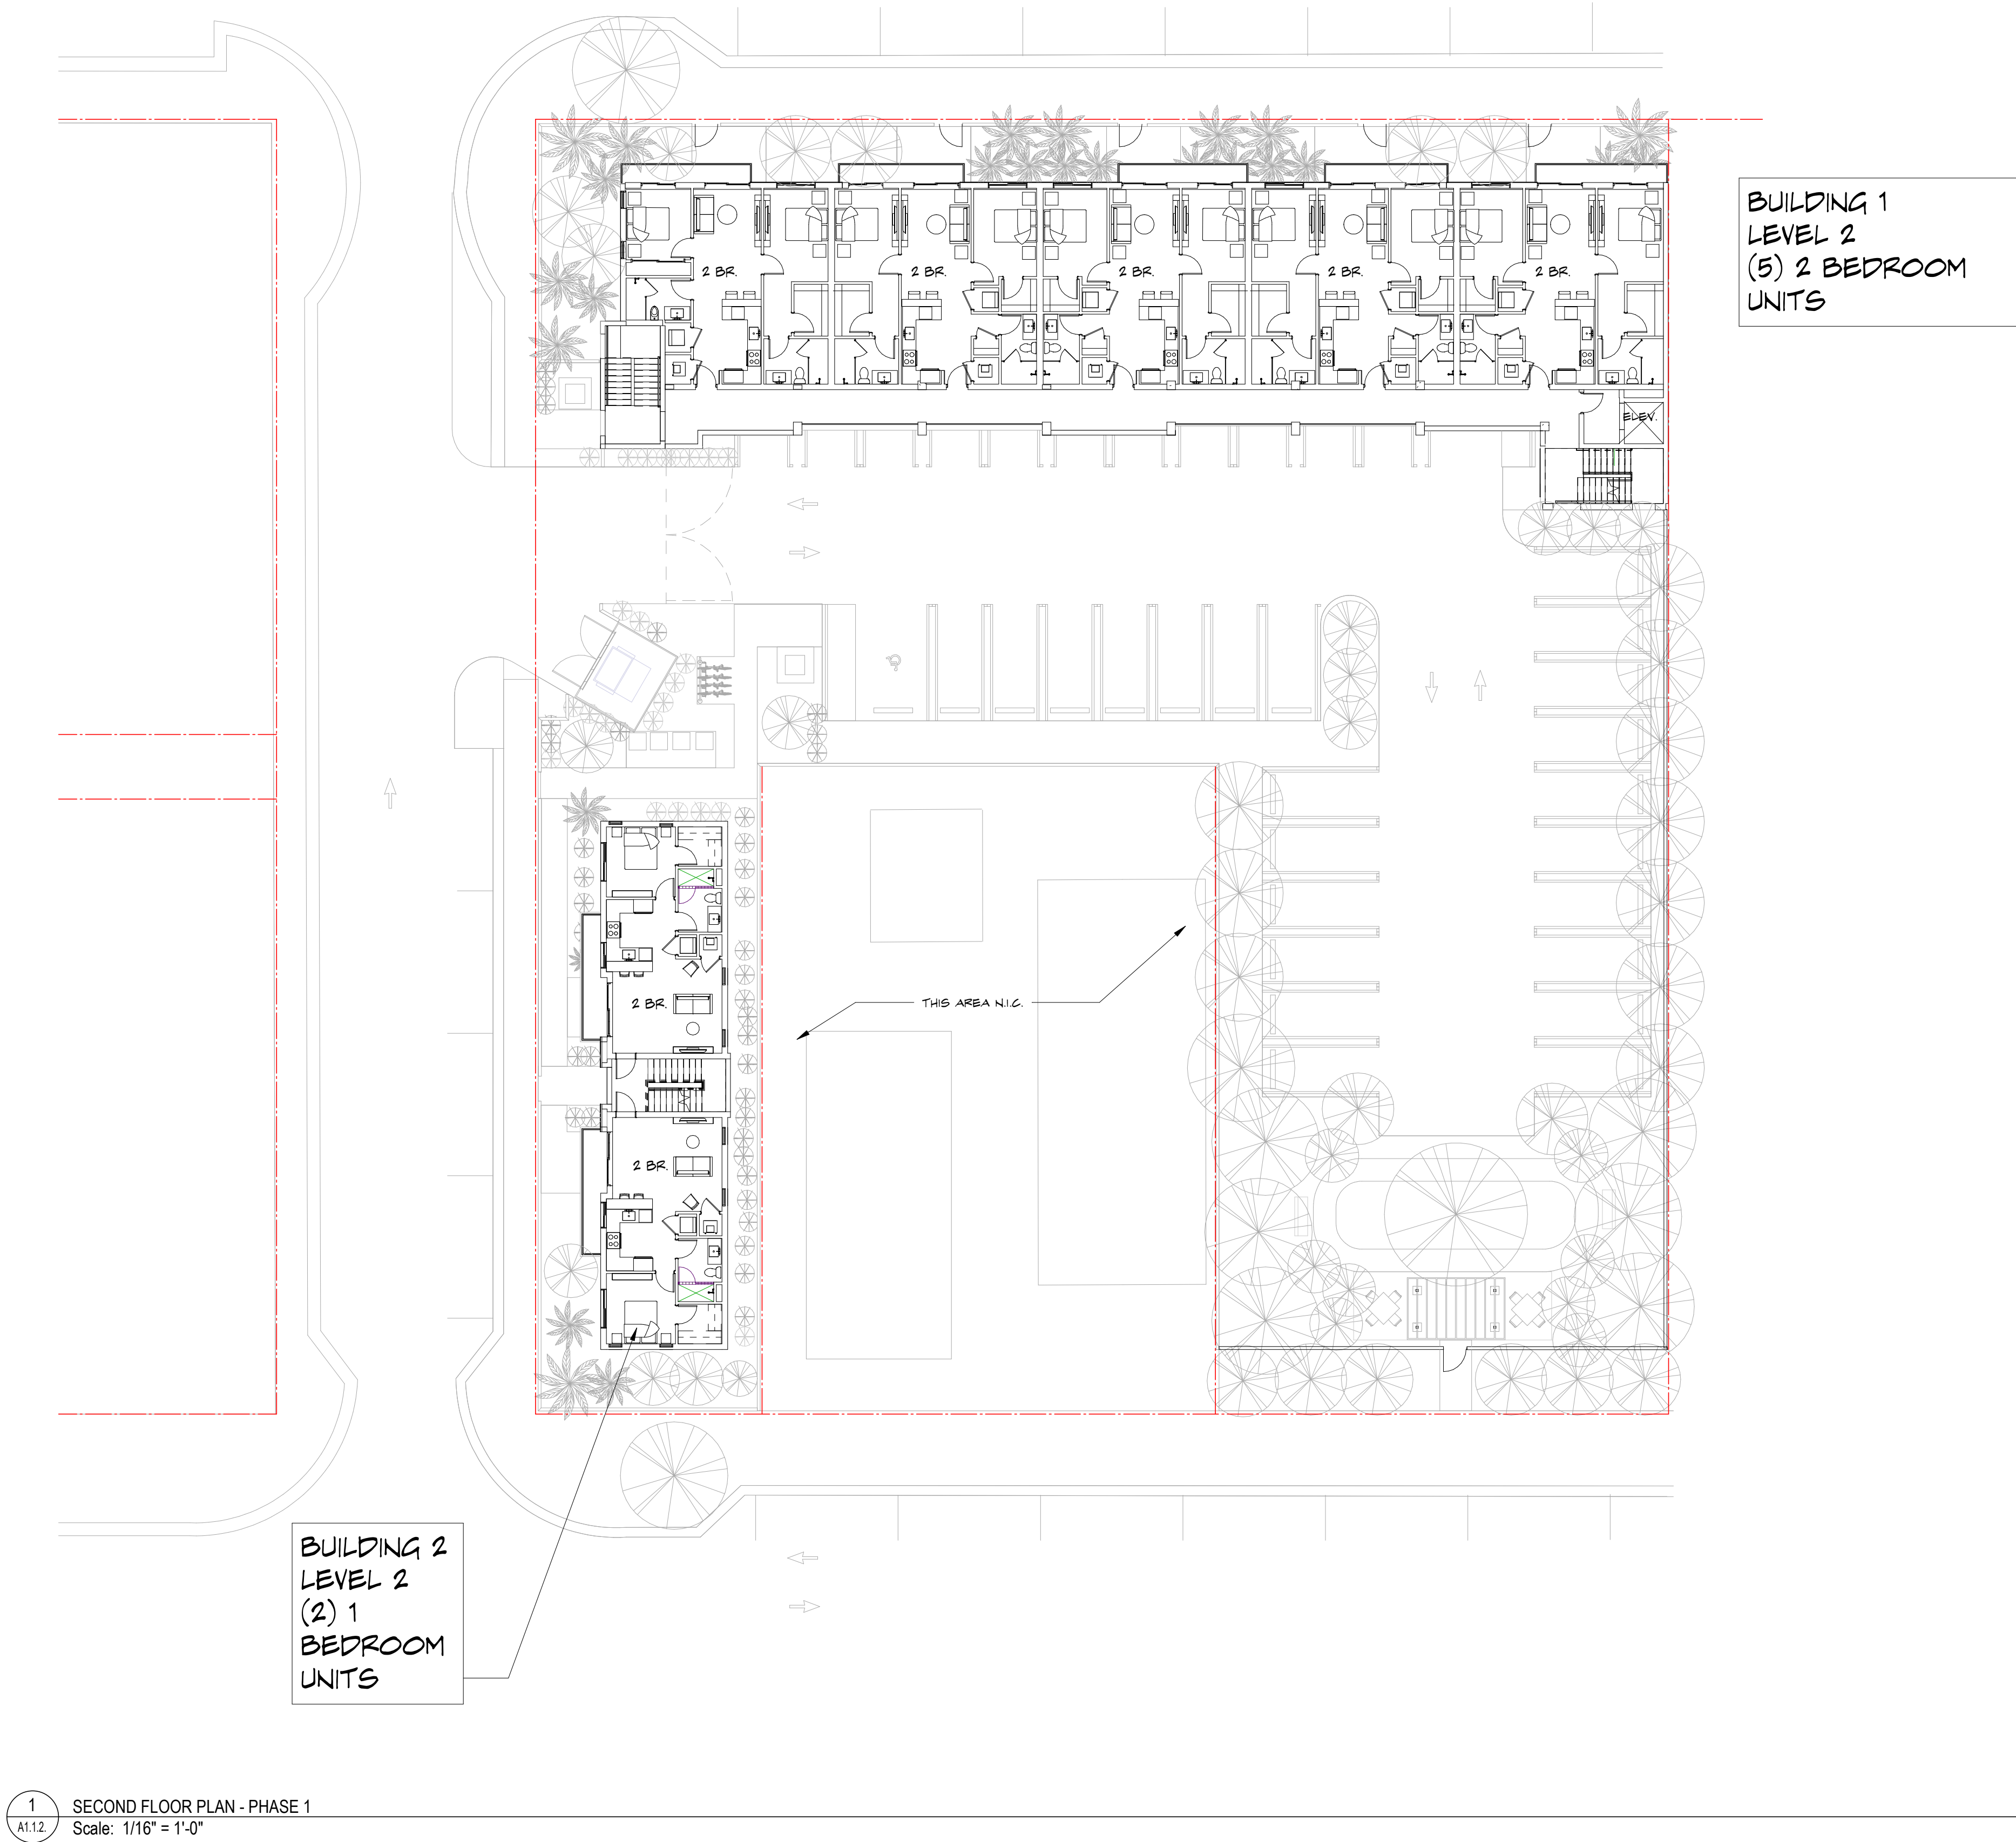 BUILDING 1
LEVEL 2
(5) 2 BEDROOM
UNITS
2 BR.
2 BR.
2 BR.
2 BR.
2 BR.
ELEV.
2 BR.
THIS AREA N.I.C.
2 BR.
BUILDING 2
LEVEL 2
(2) 1
BEDROOM
UNITS
1
A1.1.2.
SECOND FLOOR PLAN - PHASE 1
Scale: 1/16" = 1'-0"